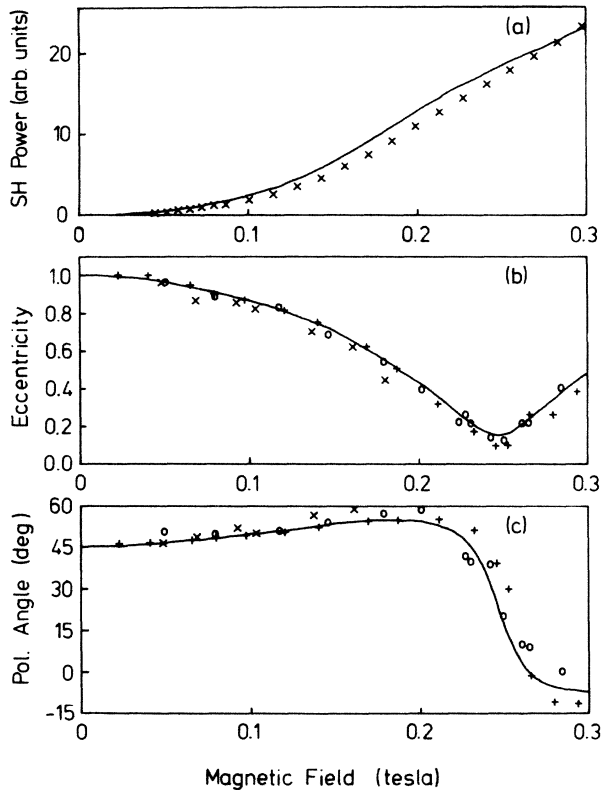 (a)
SH Power (arb. units)
20
10
0
0 0.1 0.2 0.3
(b)
Eccentricity
1.0
0.8
0.6
0.4
0.2
0.0
0 0.1 0.2 0.3
(c)
Pol. Angle (deg)
60
45
30
15
0
-15
0 0.1 0.2 0.3
Magnetic Field (tesla)